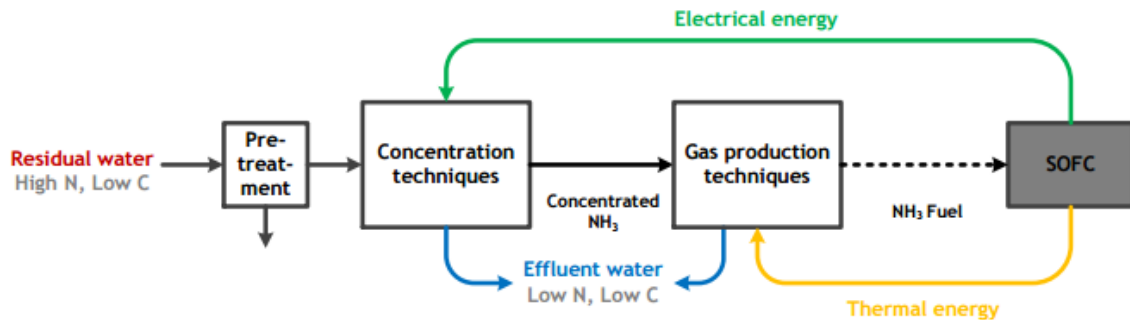 Electrical energy
Residual water
High N, Low C
Pre-
treat-
ment
Concentration
techniques
Concentrated
NH₃
Gas production
techniques
NH₃ Fuel
SOFC
Effluent water
Low N, Low C
Thermal energy